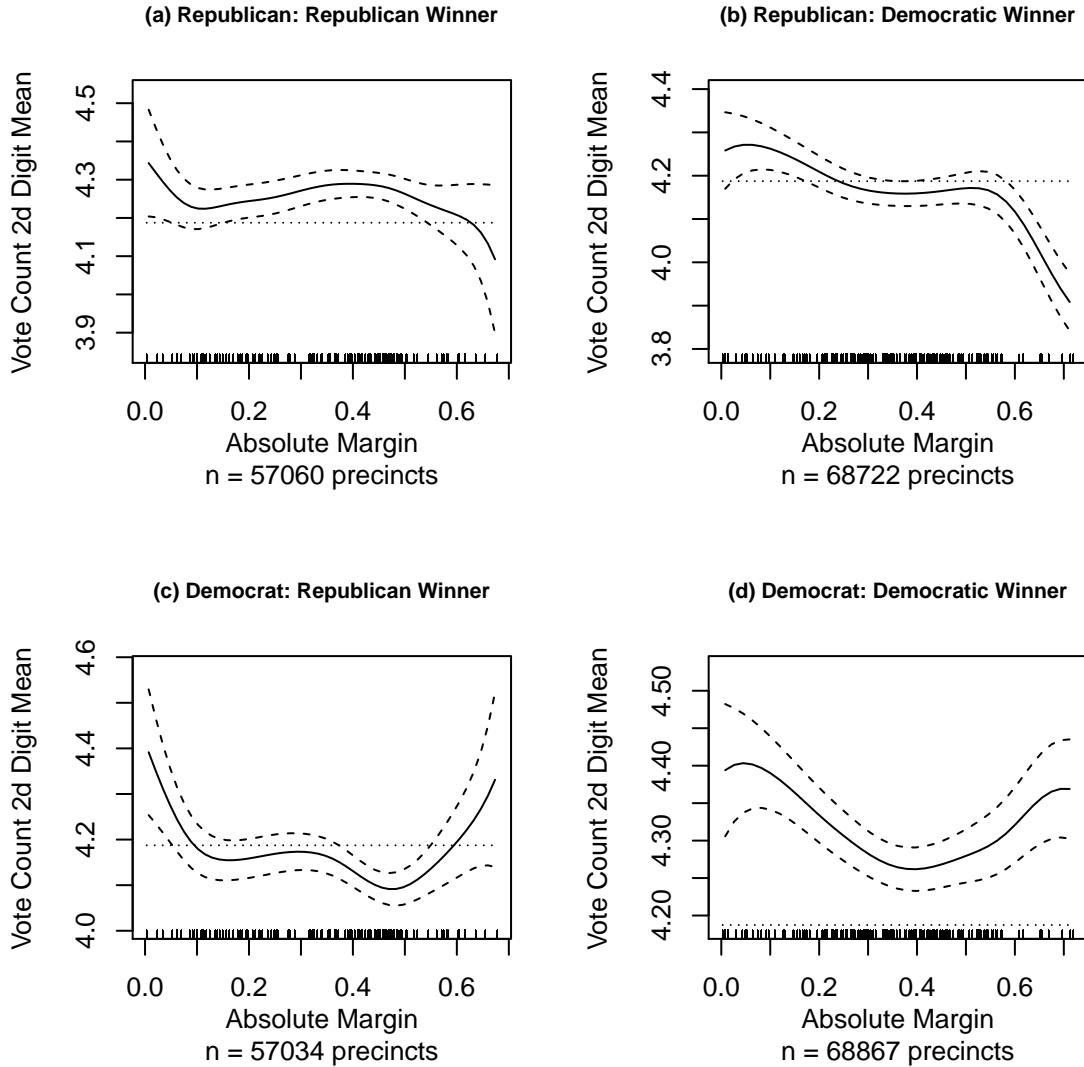 (a) Republican: Republican Winner
Vote Count 2d Digit Mean
3.9 4.1 4.3 4.5
0.0 0.2 0.4 0.6
Absolute Margin
n = 57060 precincts
(b) Republican: Democratic Winner
Vote Count 2d Digit Mean
3.8 4.0 4.2 4.4
0.0 0.2 0.4 0.6
Absolute Margin
n = 68722 precincts
(c) Democrat: Republican Winner
Vote Count 2d Digit Mean
4.0 4.2 4.4 4.6
0.0 0.2 0.4 0.6
Absolute Margin
n = 57034 precincts
(d) Democrat: Democratic Winner
Vote Count 2d Digit Mean
4.20 4.30 4.40 4.50
0.0 0.2 0.4 0.6
Absolute Margin
n = 68867 precincts